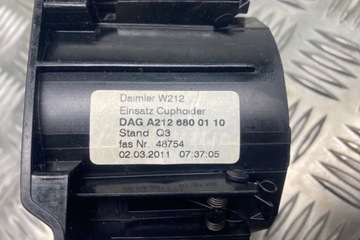 Daimler W212
Einsatz Cupholder
DAG A212 680 01 10
Stand Q3
fas Nr. 48754
02.03.2011 07:37:05